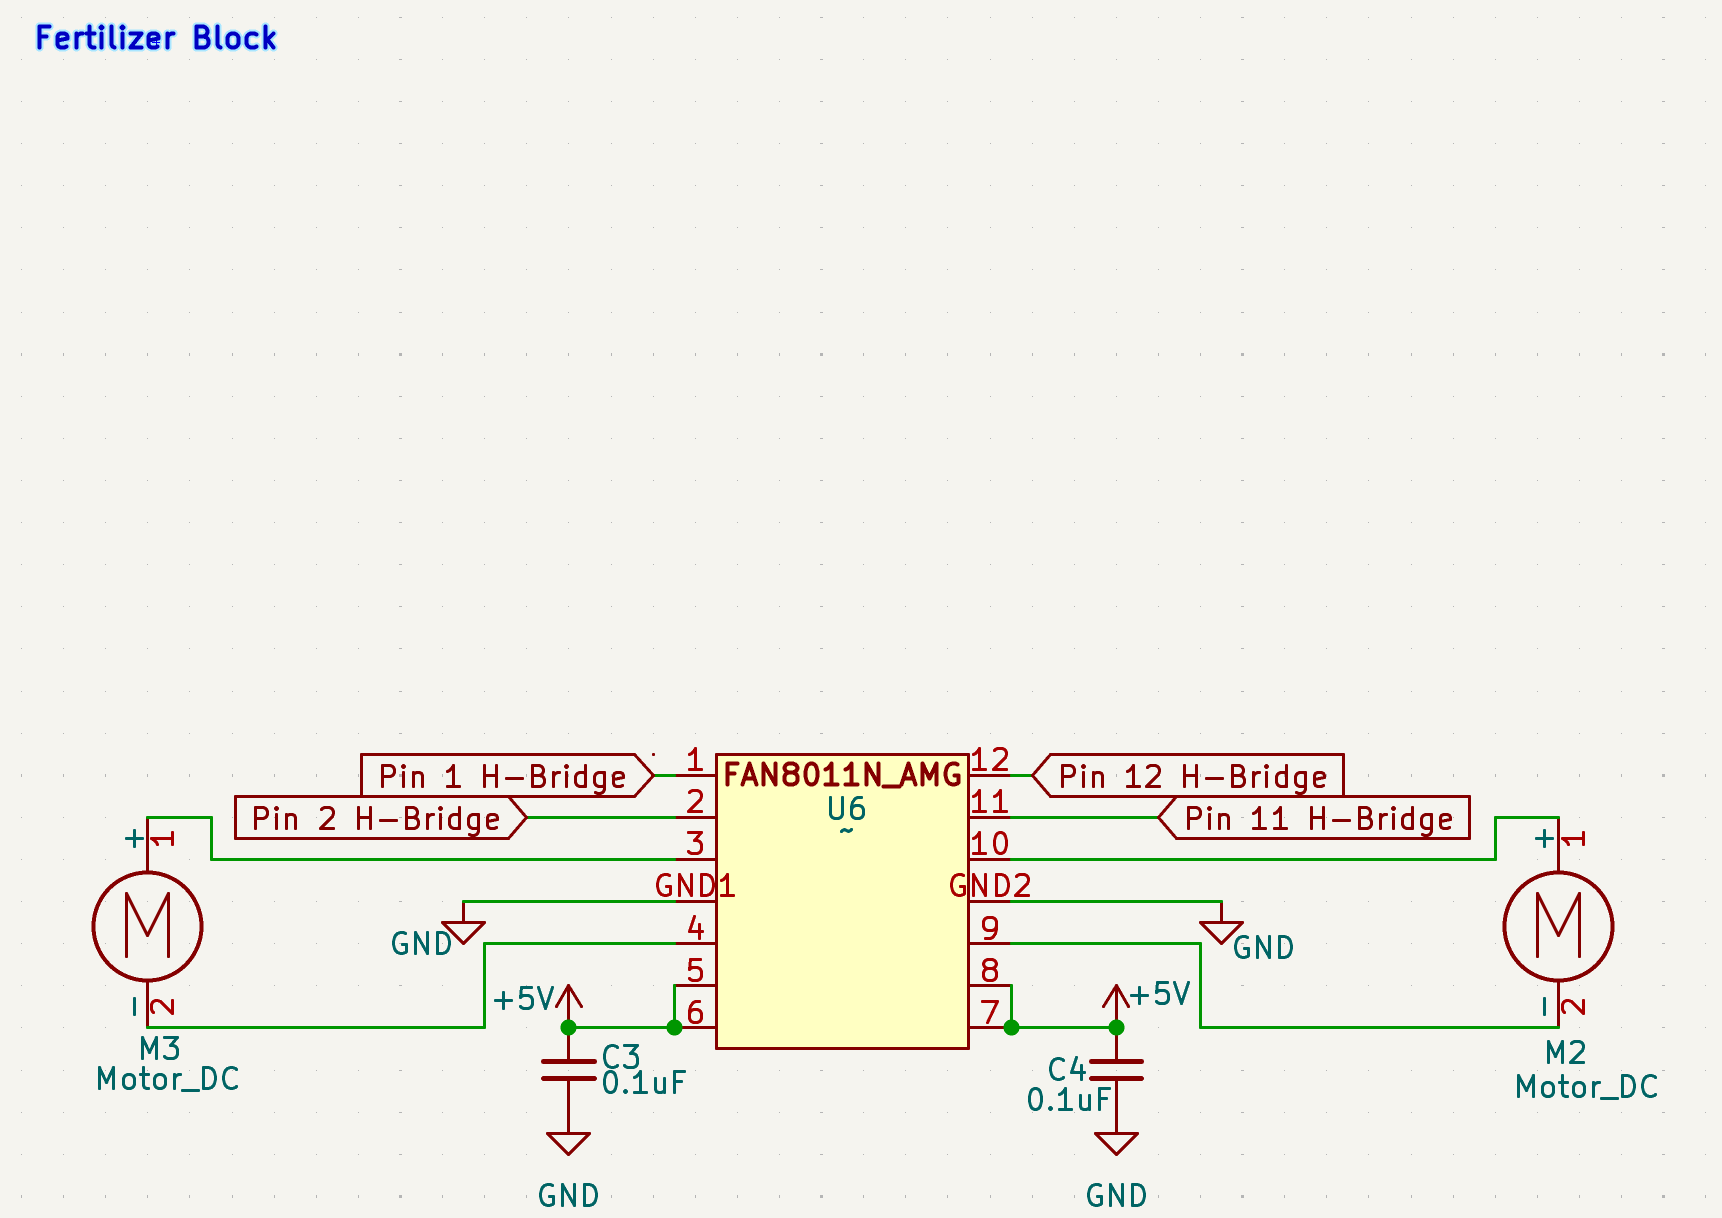 Fertilizer Block
1
12
Pin 1 H-Bridge
FAN8011N_AMG
Pin 12 H-Bridge
2
U6
11
Pin 2 H-Bridge
~
Pin 11 H-Bridge
+
1
3
10
+
1
GND1
GND2
M
GND
4
9
GND
M
5
8
+5V
+5V
-
2
6
7
-
2
M3
C3
C4
M2
Motor_DC
0.1uF
0.1uF
Motor_DC
GND
GND